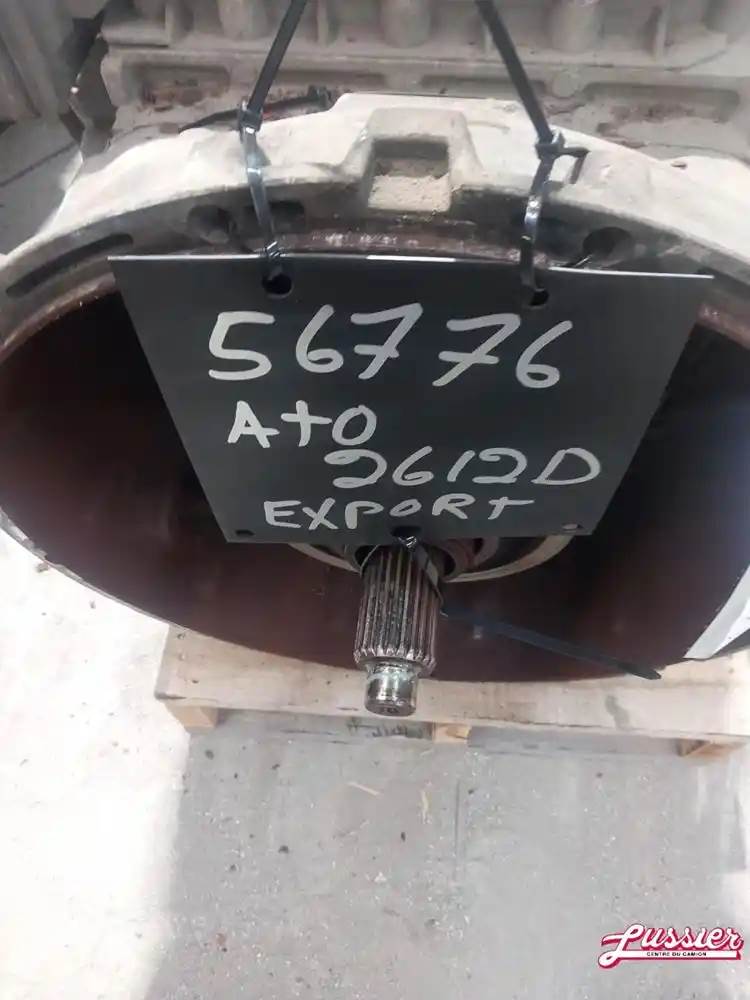 56776
ATO
2612D
EXPORT
Lussier
CENTRE DU CAMION